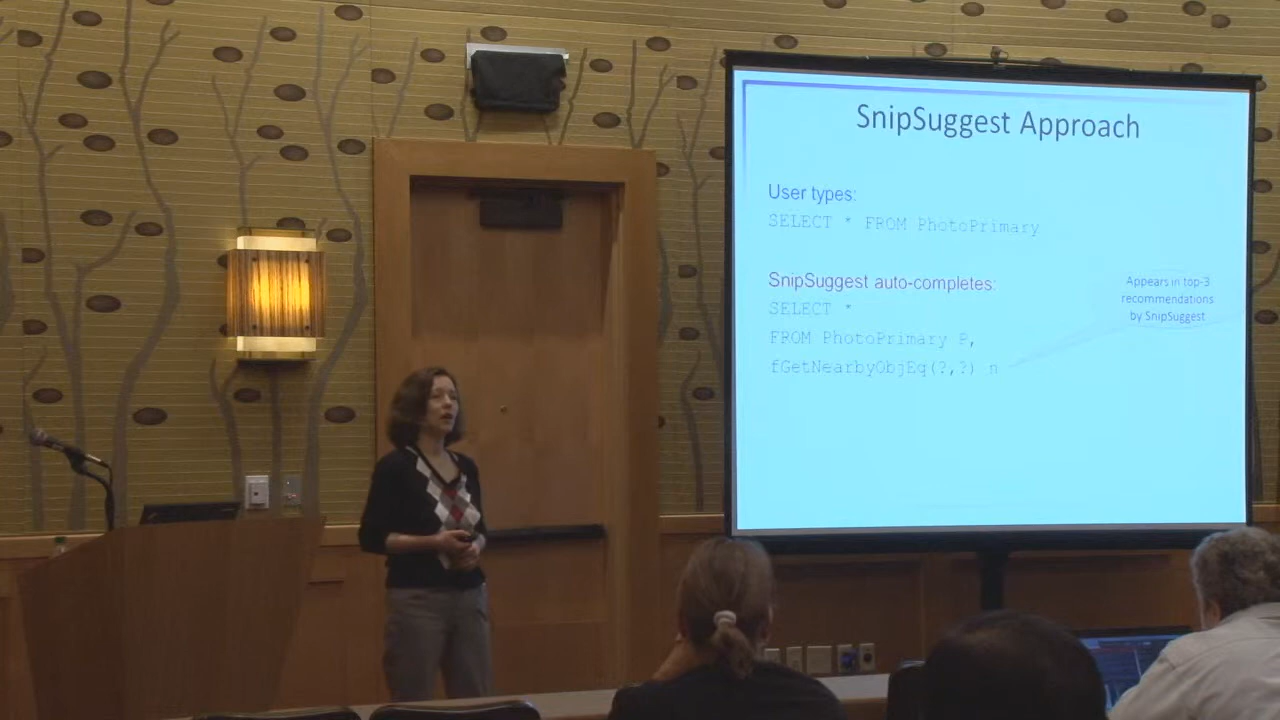 SnipSuggest Approach
User types:
SELECT * FROM PhotoPrimary
SnipSuggest auto-completes:
SELECT *
FROM PhotoPrimary P,
fGetNearbyObjEq(?,?) n
Appears in top-3
recommendations
by SnipSuggest